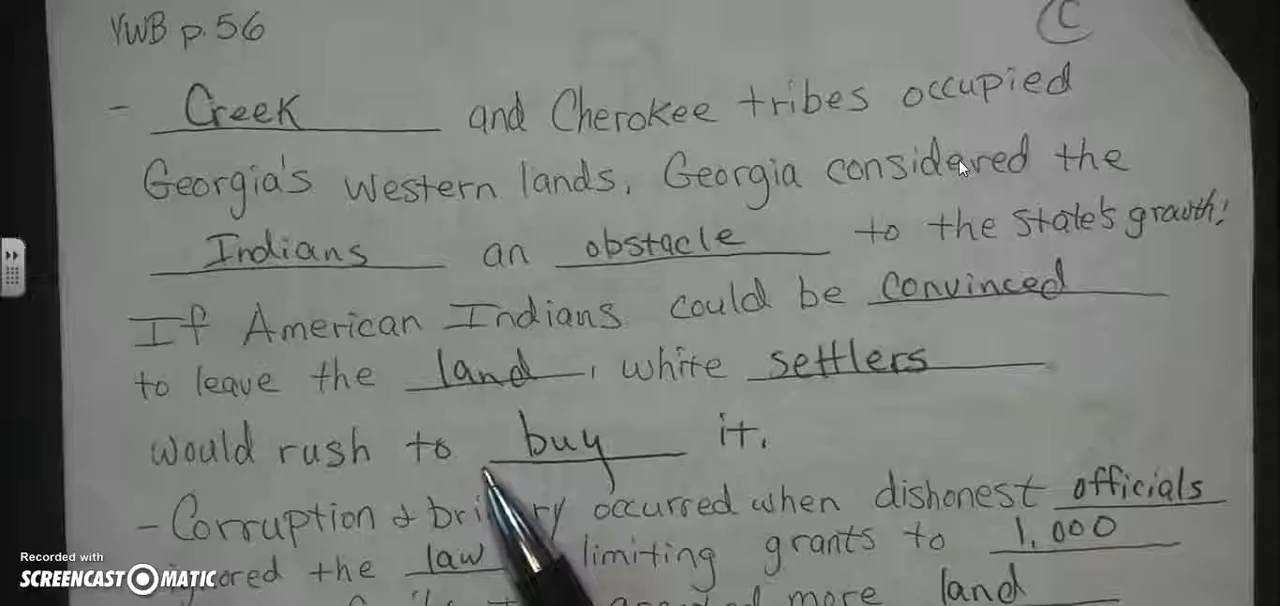 YWB p. 56
C
- Creek and Cherokee tribes occupied
Georgia's western lands. Georgia considered the
Indians an obstacle to the state's growth.
If American Indians could be convinced
to leave the land, white settlers
would rush to buy it.
- Corruption & bri ry occurred when dishonest officials
ignored the law limiting grants to 1,000
more land
Recorded with
SCREENCAST O MATIC